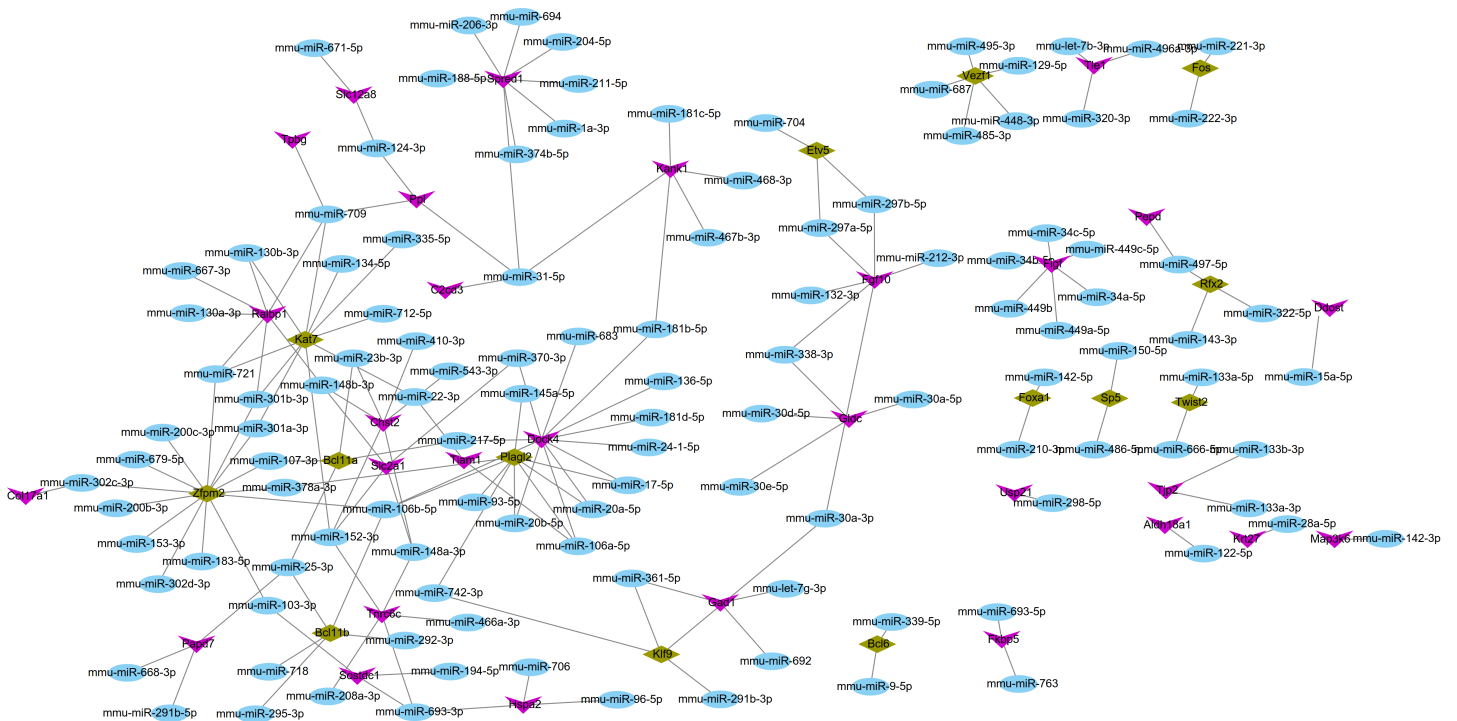 mmu-miR-694
mmu-miR-206-3p
mmu-miR-204-5p
mmu-miR-671-5p
mmu-miR-188-5p
Spred1
mmu-miR-211-5p
Slc12a8
mmu-miR-1a-3p
mmu-miR-374b-5p
Tpbg
mmu-miR-124-3p
mmu-miR-181c-5p
Kank1
mmu-miR-468-3p
mmu-miR-467b-3p
mmu-miR-495-3p
mmu-miR-129-5p
Vezf1
mmu-miR-687
mmu-miR-448-3p
mmu-miR-485-3p
mmu-let-7b-3p
mmu-miR-496a-3p
Tle1
mmu-miR-320-3p
mmu-miR-221-3p
Fos
mmu-miR-222-3p
mmu-miR-704
Etv5
mmu-miR-297b-5p
mmu-miR-297a-5p
mmu-miR-212-3p
Fgf10
mmu-miR-132-3p
mmu-miR-338-3p
mmu-miR-709
Ppl
mmu-miR-130b-3p
mmu-miR-335-5p
mmu-miR-667-3p
mmu-miR-134-5p
mmu-miR-31-5p
C2cd3
mmu-miR-130a-3p
Ralbp1
mmu-miR-712-5p
Kat7
mmu-miR-410-3p
mmu-miR-683
mmu-miR-181b-5p
mmu-miR-23b-3p
mmu-miR-370-3p
mmu-miR-721
mmu-miR-543-3p
mmu-miR-148b-3p
mmu-miR-22-3p
mmu-miR-145a-5p
mmu-miR-136-5p
mmu-miR-301b-3p
mmu-miR-181d-5p
Chst2
mmu-miR-301a-3p
mmu-miR-200c-3p
mmu-miR-217-5p
Dock4
mmu-miR-24-1-5p
mmu-miR-679-5p
mmu-miR-107-3p
Bcl11a
Slc2a1
Tiam1
Plagl2
mmu-miR-302c-3p
mmu-miR-378a-3p
mmu-miR-17-5p
Col17a1
Zfpm2
mmu-miR-200b-3p
mmu-miR-106b-5p
mmu-miR-93-5p
mmu-miR-20a-5p
mmu-miR-20b-5p
mmu-miR-153-3p
mmu-miR-152-3p
mmu-miR-106a-5p
mmu-miR-183-5p
mmu-miR-148a-3p
mmu-miR-25-3p
mmu-miR-302d-3p
mmu-miR-742-3p
mmu-miR-103-3p
Tnrc6c
mmu-miR-466a-3p
Bcl11b
mmu-miR-292-3p
Papd7
mmu-miR-668-3p
mmu-miR-718
Sostdc1
mmu-miR-194-5p
mmu-miR-706
mmu-miR-208a-3p
mmu-miR-291b-5p
mmu-miR-295-3p
mmu-miR-693-3p
Hspa2
mmu-miR-96-5p
mmu-miR-30d-5p
Gldc
mmu-miR-30a-5p
mmu-miR-30e-5p
mmu-miR-30a-3p
mmu-miR-361-5p
mmu-let-7g-3p
Gad1
Klf9
mmu-miR-692
mmu-miR-291b-3p
mmu-miR-339-5p
Bcl6
mmu-miR-9-5p
mmu-miR-693-5p
Fkbp5
mmu-miR-763
mmu-miR-34c-5p
mmu-miR-449c-5p
mmu-miR-34b-5p
mmu-miR-34a-5p
mmu-miR-449b
mmu-miR-449a-5p
Pepd
mmu-miR-497-5p
Rfx2
mmu-miR-322-5p
mmu-miR-143-3p
Ddost
mmu-miR-15a-5p
mmu-miR-142-5p
Foxa1
mmu-miR-210-3p
mmu-miR-150-5p
Sp5
mmu-miR-486-5p
mmu-miR-133a-5p
Twist2
mmu-miR-666-5p
mmu-miR-133b-3p
Usp21
mmu-miR-298-5p
Tjp2
mmu-miR-133a-3p
Aldh18a1
mmu-miR-122-5p
mmu-miR-28a-5p
Krt27
Map3k6
mmu-miR-142-3p